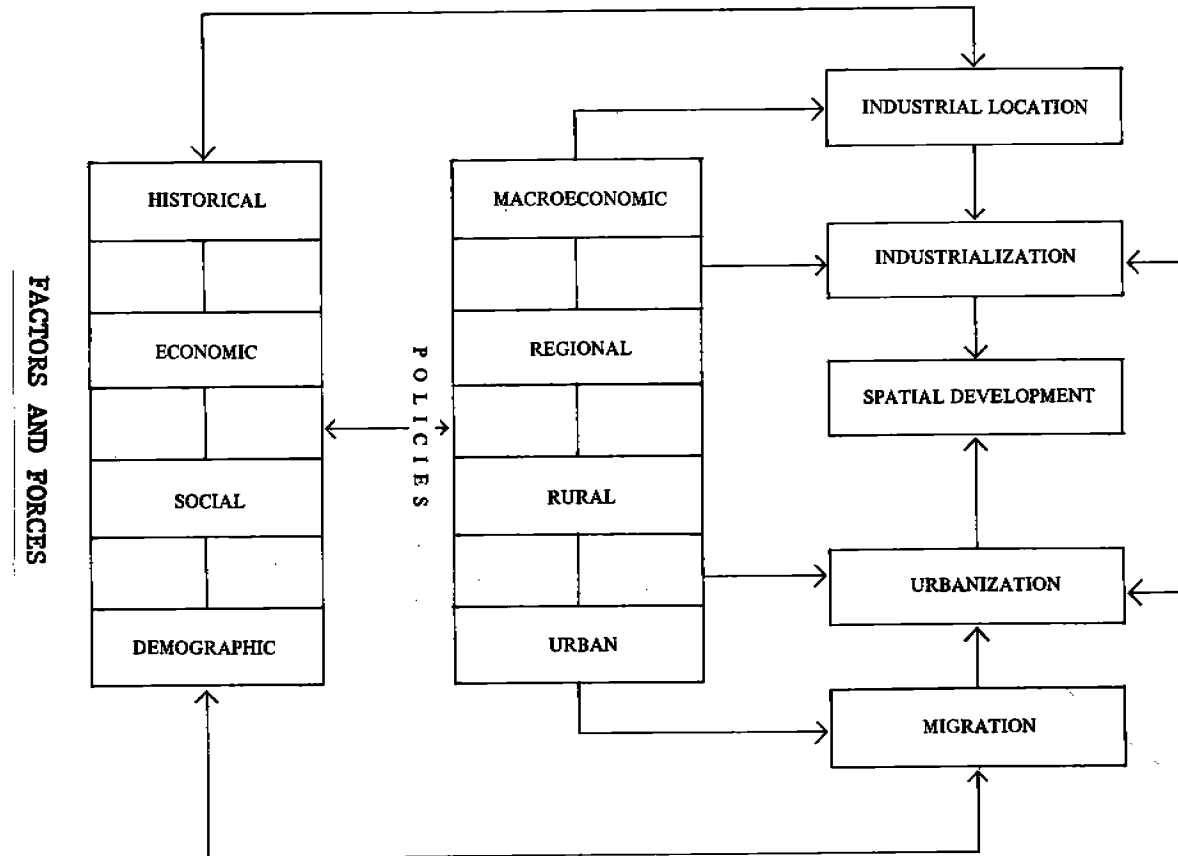 FACTORS AND FORCES
HISTORICAL
ECONOMIC
SOCIAL
DEMOGRAPHIC
POLICIES
MACROECONOMIC
REGIONAL
RURAL
URBAN
INDUSTRIAL LOCATION
INDUSTRIALIZATION
SPATIAL DEVELOPMENT
URBANIZATION
MIGRATION